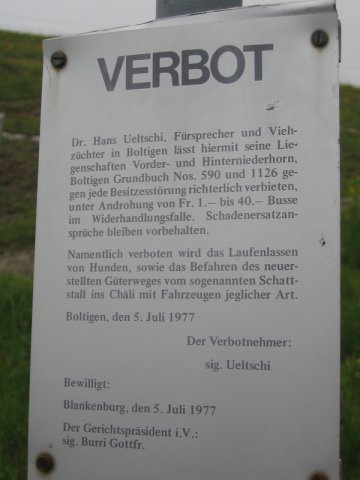 VERBOT
Dr. Hans Ueltschi, Fürsprecher und Vieh-
züchter in Boltigen lässt hiermit seine Lie-
genschaften Vorder- und Hinterniederhorn,
Boltigen Grundbuch Nos. 590 und 1126 ge-
gen jede Besitzesstörung richterlich verbieten,
unter Androhung von Fr. 1.– bis 40.– Busse
im Widerhandlungsfalle. Schadenersatzan-
sprüche bleiben vorbehalten.
Namentlich verboten wird das Laufenlassen
von Hunden, sowie das Befahren des neuer-
stellten Güterweges vom sogenannten Schatt-
stall ins Chäli mit Fahrzeugen jeglicher Art.
Boltigen, den 5. Juli 1977
Der Verbotnehmer:
sig. Ueltschi
Bewilligt:
Blankenburg, den 5. Juli 1977
Der Gerichtspräsident i.V.:
sig. Burri Gottfr.